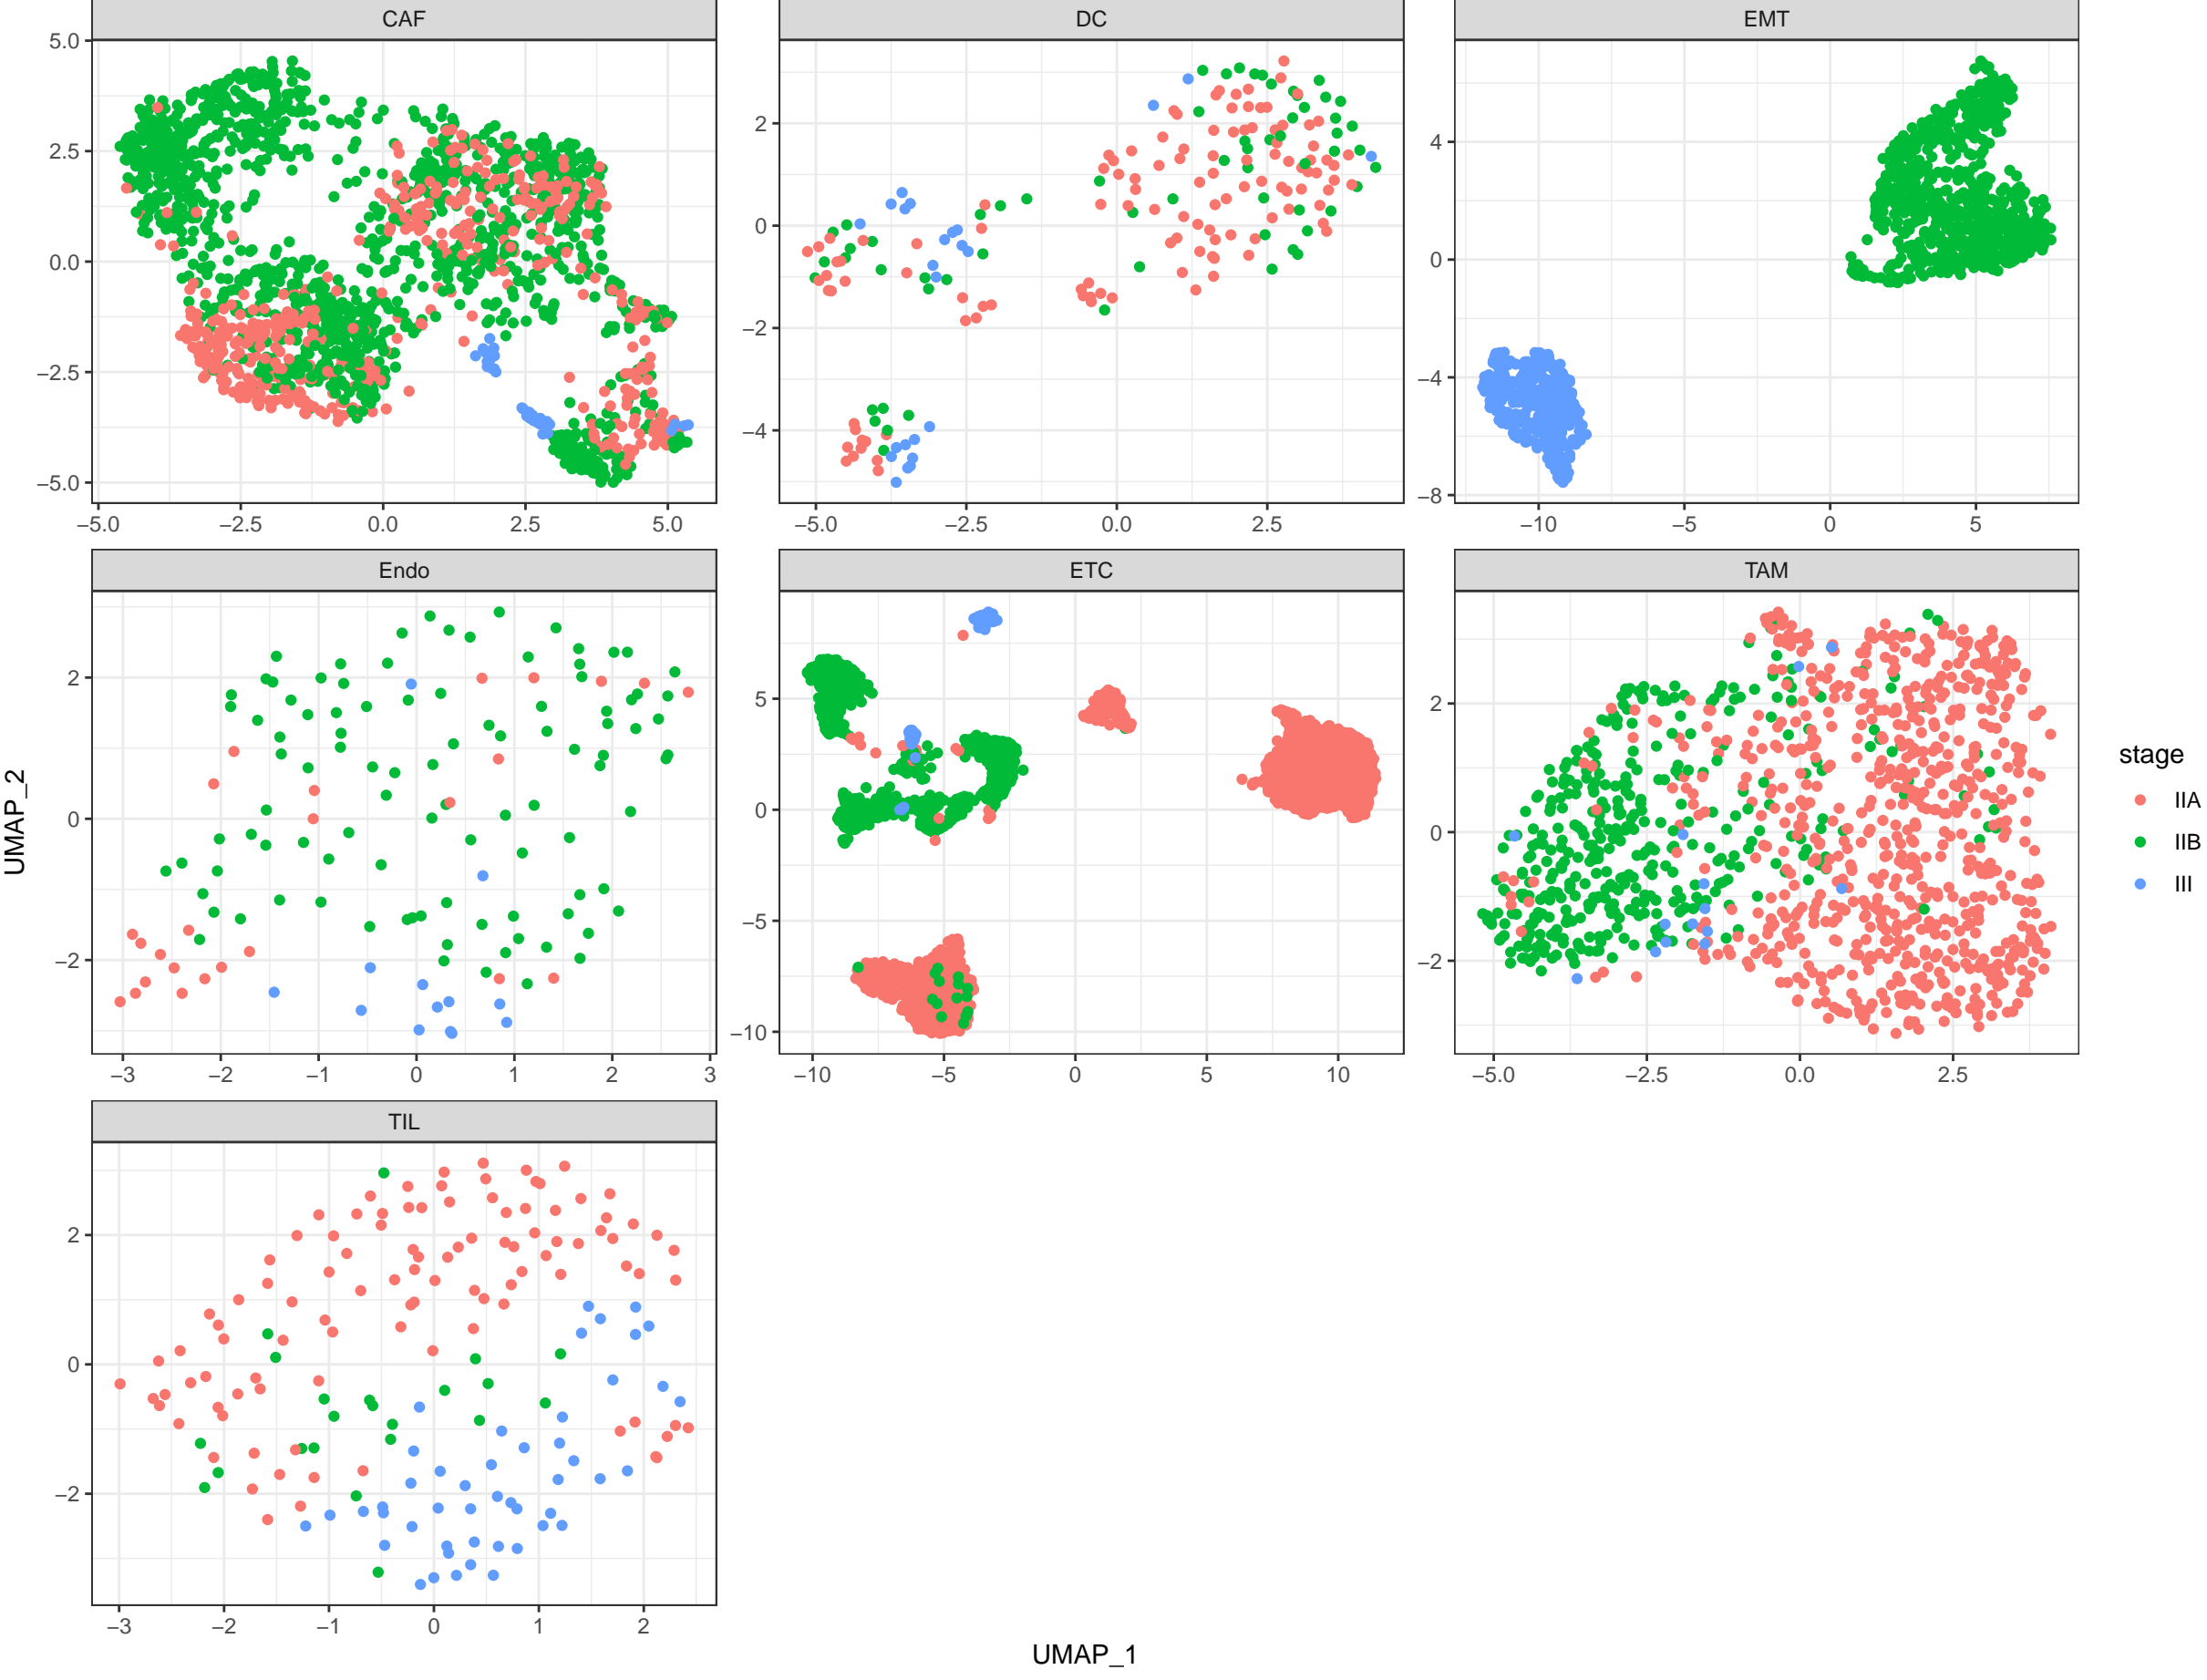 CAF
DC
EMT
5.0
2.5
0.0
−2.5
−5.0
2
0
−2
−4
4
0
−4
−8
−5.0 −2.5 0.0 2.5 5.0
−5.0 −2.5 0.0 2.5
−10 −5 0 5
Endo
ETC
TAM
2
0
−2
5
0
−5
−10
2
0
−2
−3 −2 −1 0 1 2 3
−10 −5 0 5 10
−5.0 −2.5 0.0 2.5
TIL
2
0
−2
−3 −2 −1 0 1 2
UMAP_2
UMAP_1
stage
IIA
IIB
III